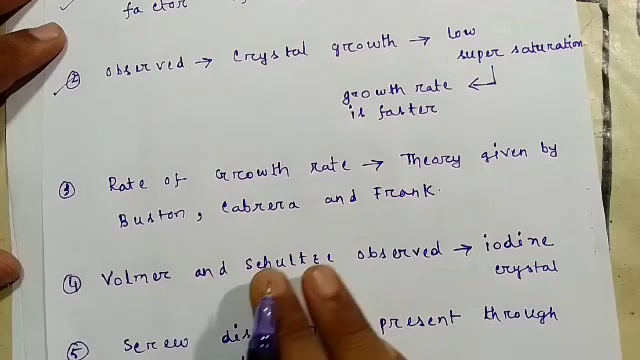 factor
② observed → crystal growth → low
super saturation
growth rate
is faster
③ Rate of Growth rate → Theory given by
Buston, Cabrera and Frank.
④ Volmer and Schultze observed → iodine
crystal
⑤ Screw present through